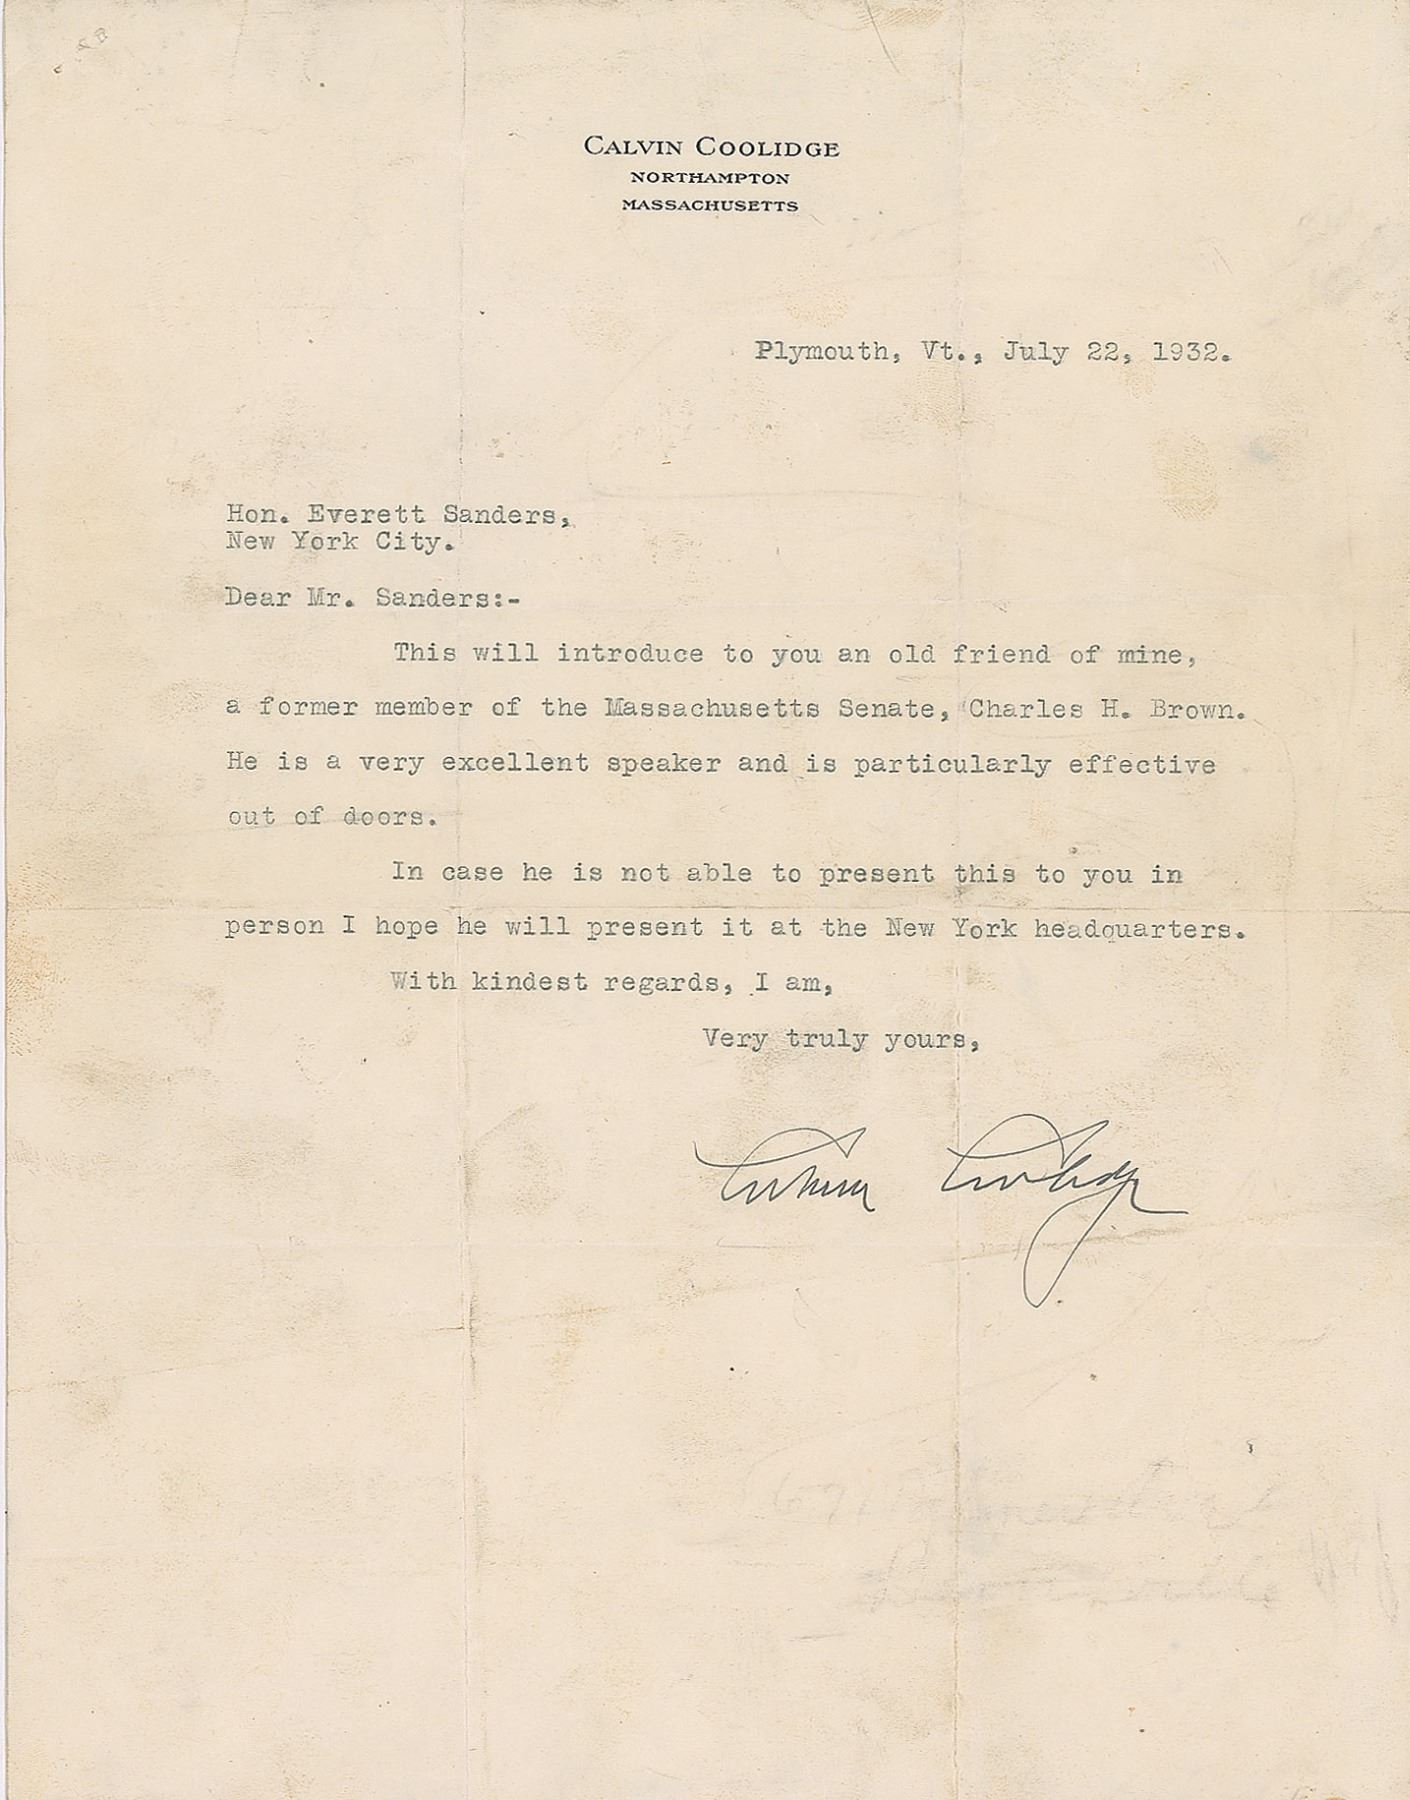 CALVIN COOLIDGE
NORTHAMPTON
MASSACHUSETTS
Plymouth, Vt., July 22, 1932.
Hon. Everett Sanders,
New York City.
Dear Mr. Sanders:-
This will introduce to you an old friend of mine,
a former member of the Massachusetts Senate, Charles H. Brown.
He is a very excellent speaker and is particularly effective
out of doors.
In case he is not able to present this to you in
person I hope he will present it at the New York headquarters.
With kindest regards, I am,
Very truly yours,
Calvin Coolidge